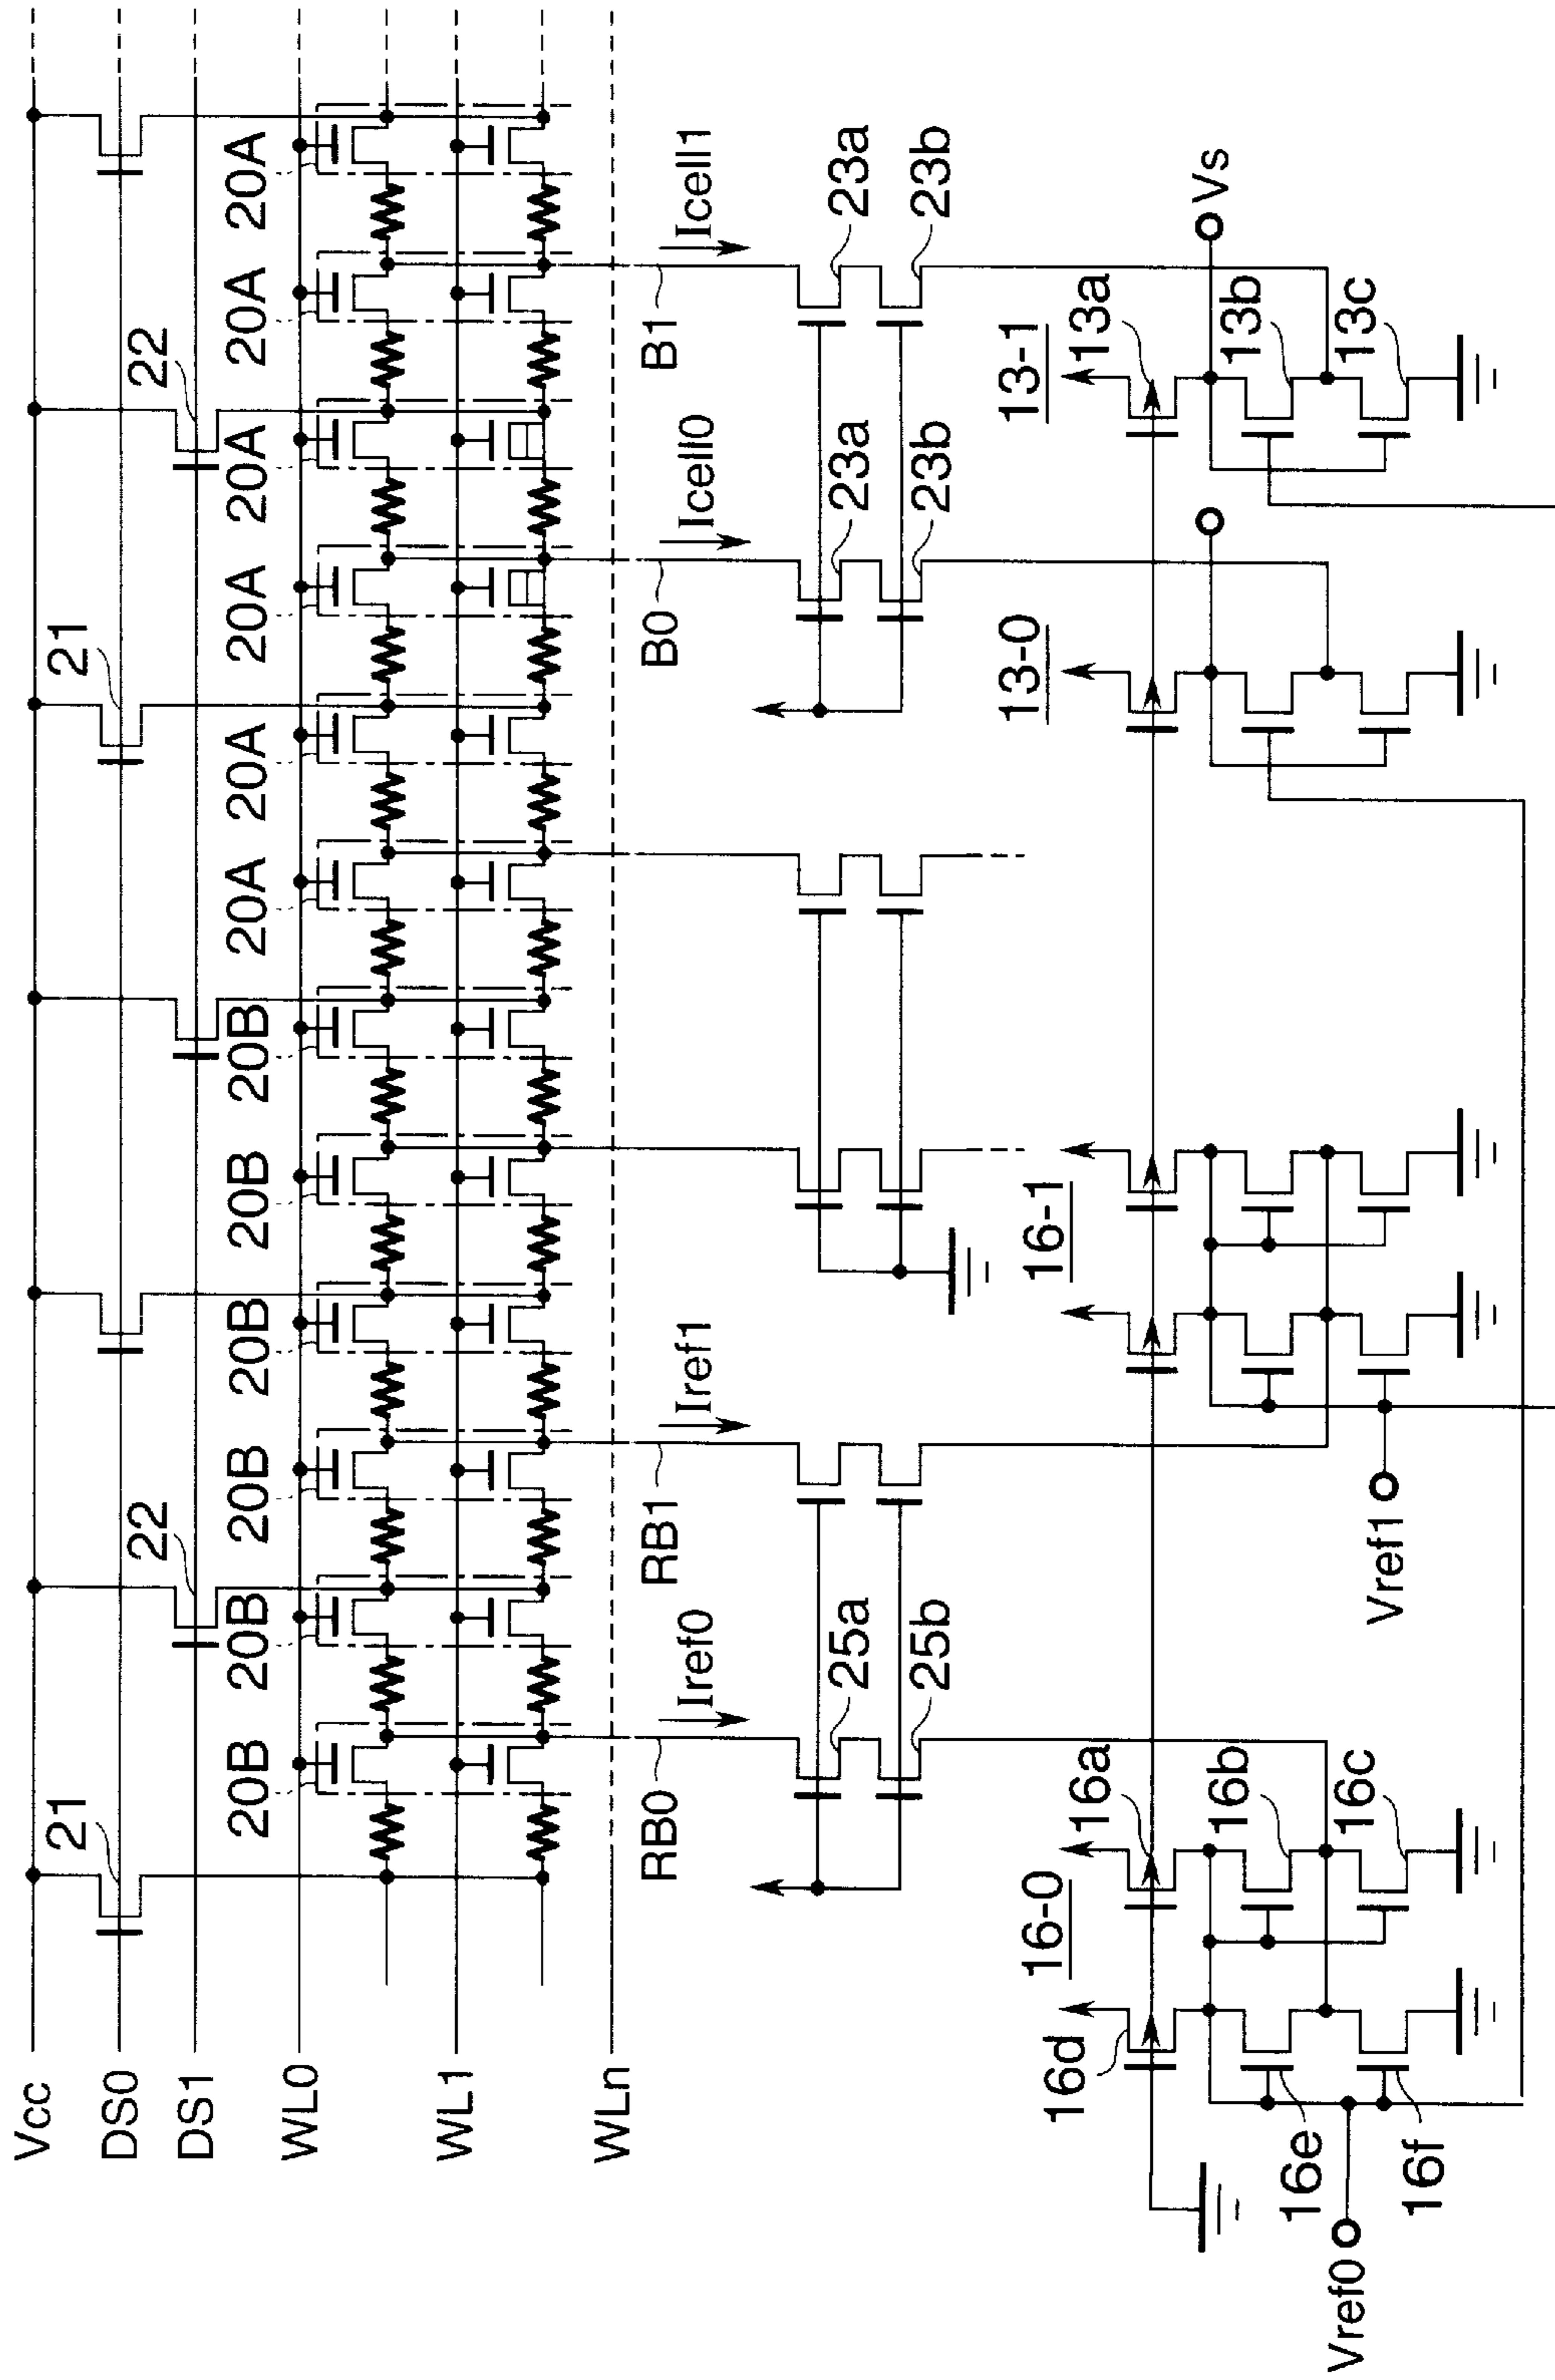 Vcc
DS0
DS1
WL0
WL1
WLn
21
22
21
22
20B
20B
20B
20B
20B
20B
20A
20A
20A
20A
20A
20A
RB0
Iref0
RB1
Iref1
B0
Icell0
B1
Icell1
25a
25b
23a
23b
23a
23b
16d
16-0
16a
16b
16c
16e
16f
Vref0
16-1
Vref1
13-0
13-1
13a
13b
13c
Vs